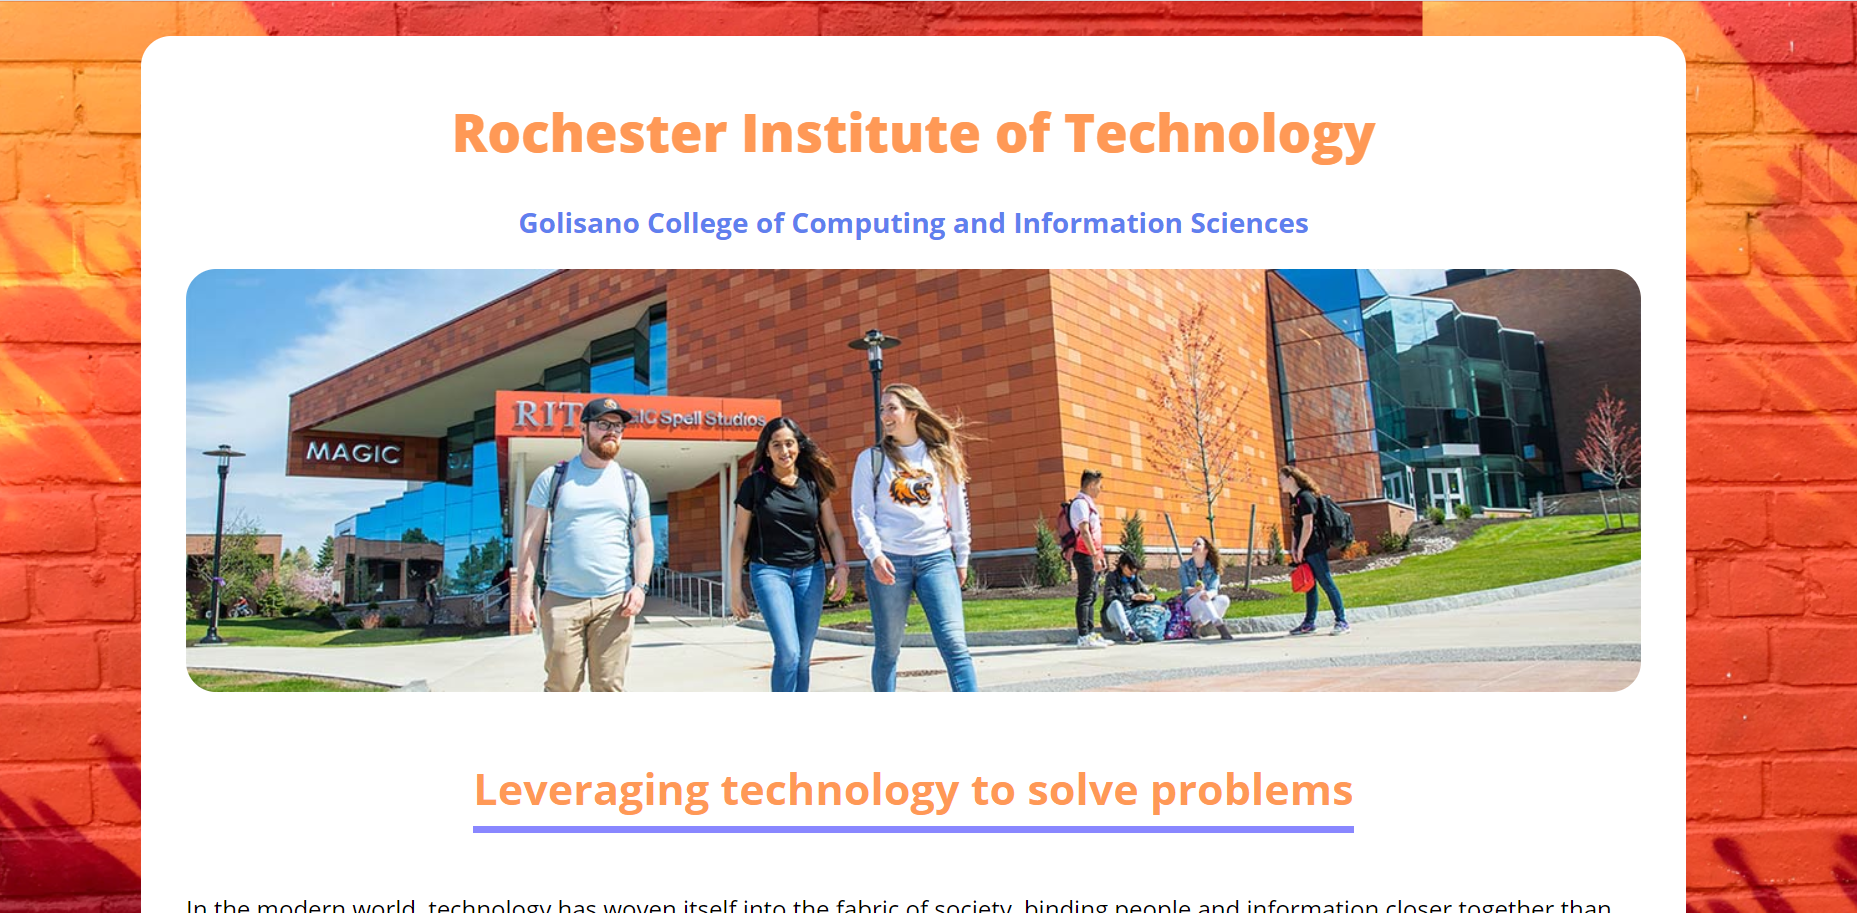 Rochester Institute of Technology
Golisano College of Computing and Information Sciences
MAGIC
RIT
Spell Studios
Leveraging technology to solve problems
In the modern world, technology has woven itself into the fabric of society, binding people and information closer together than